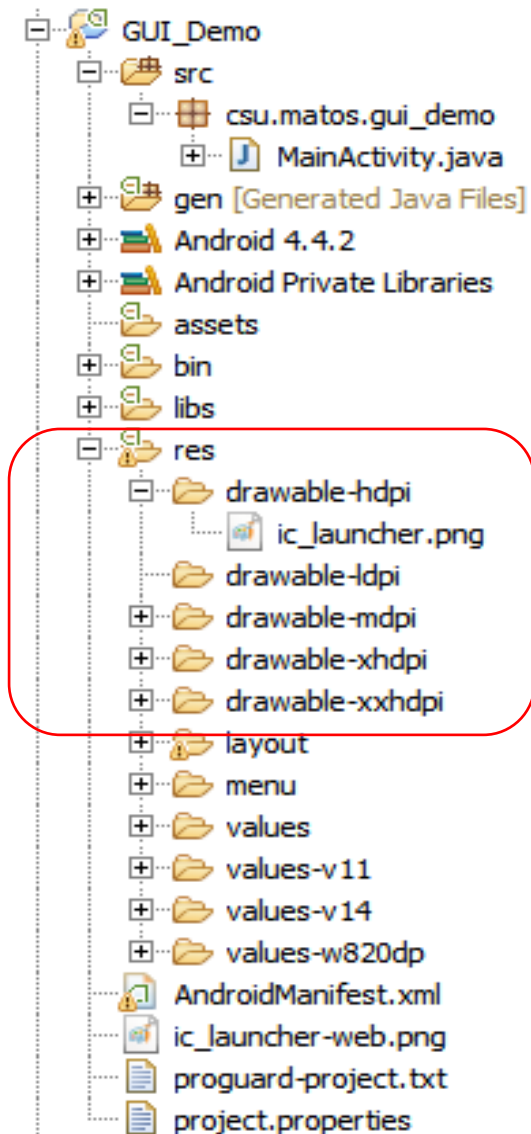 GUI_Demo
src
csu.matos.gui_demo
MainActivity.java
gen [Generated Java Files]
Android 4.4.2
Android Private Libraries
assets
bin
libs
res
drawable-hdpi
ic_launcher.png
drawable-ldpi
drawable-mdpi
drawable-xhdpi
drawable-xxhdpi
layout
menu
values
values-v11
values-v14
values-w820dp
AndroidManifest.xml
ic_launcher-web.png
proguard-project.txt
project.properties